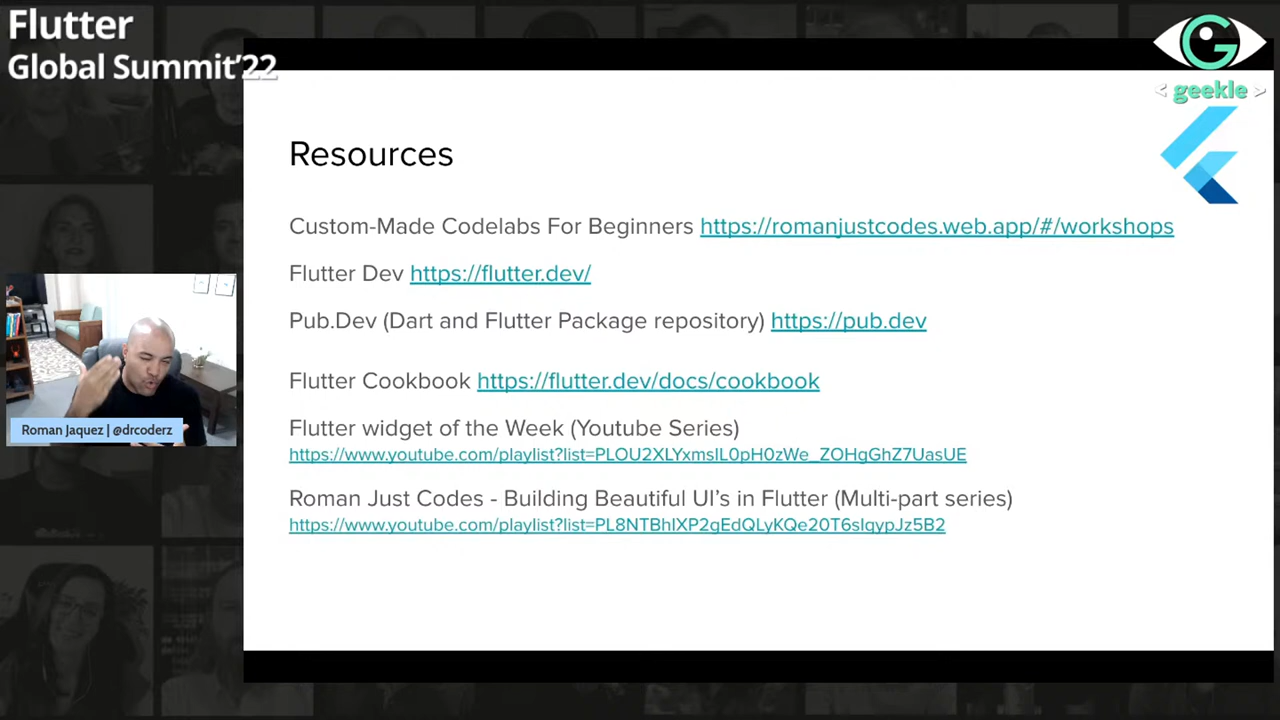 Flutter
Global Summit'22
< geekle >
Resources
Custom-Made Codelabs For Beginners https://romanjustcodes.web.app/#/workshops
Flutter Dev https://flutter.dev/
Pub.Dev (Dart and Flutter Package repository) https://pub.dev
Flutter Cookbook https://flutter.dev/docs/cookbook
Flutter widget of the Week (Youtube Series)
https://www.youtube.com/playlist?list=PLOU2XLYxmsIL0pH0zWe_ZOHgGhZ7UasUE
Roman Just Codes - Building Beautiful UI's in Flutter (Multi-part series)
https://www.youtube.com/playlist?list=PL8NTBhIXP2gEdQLyKQe20T6sIqypJz5B2
Roman Jaquez | @drcoderz